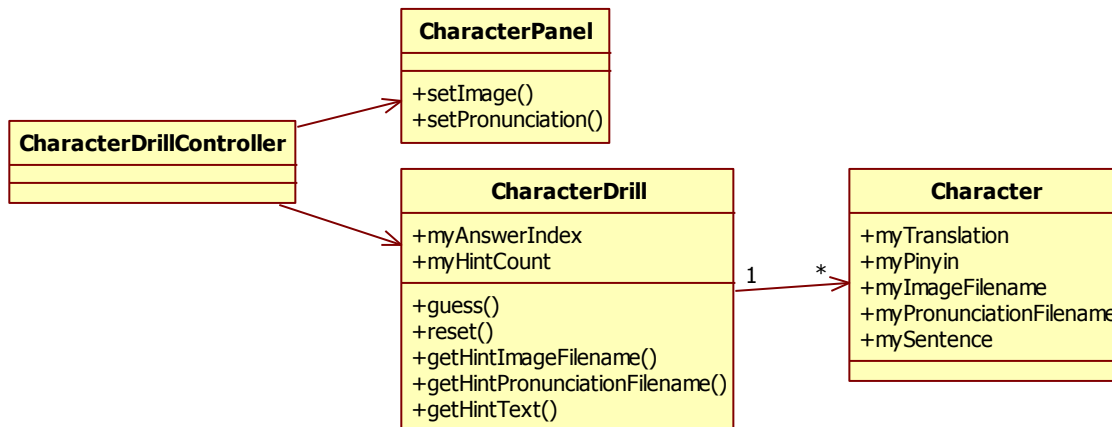 CharacterPanel
+setImage()
+setPronunciation()
CharacterDrillController
CharacterDrill
+myAnswerIndex
+myHintCount
+guess()
+reset()
+getHintImageFilename()
+getHintPronunciationFilename()
+getHintText()
1
*
Character
+myTranslation
+myPinyin
+myImageFilename
+myPronunciationFilename
+mySentence